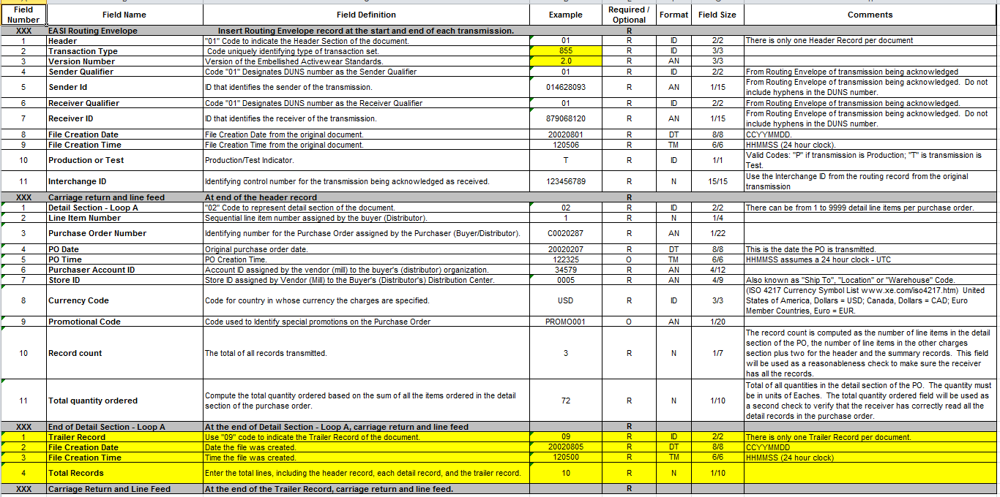 Field Number Field Name Field Definition Example Required / Optional Format Field Size Comments
XXX EASI Routing Envelope Insert Routing Envelope record at the start and end of each transmission. R
1 Header "01" Code to indicate the Header Section of the document. 01 R ID 2/2 There is only one Header Record per document
2 Transaction Type Code uniquely identifying type of transaction set. 855 R ID 3/3
3 Version Number Version of the Embellished Activewear Standards. 2.0 R AN 3/3
4 Sender Qualifier Code "01" Designates DUNS number as the Sender Qualifier 01 R ID 2/2 From Routing Envelope of transmission being acknowledged
5 Sender Id ID that identifies the sender of the transmission. 014628093 R AN 1/15 From Routing Envelope of transmission being acknowledged. Do not
include hyphens in the DUNS number.
6 Receiver Qualifier Code "01" Designates DUNS number as the Receiver Qualifier 01 R ID 2/2 From Routing Envelope of transmission being acknowledged.
7 Receiver ID ID that identifies the receiver of the transmission. 879068120 R AN 1/15 From Routing Envelope of transmission being acknowledged. Do not
include hyphens in the DUNS number.
8 File Creation Date File Creation Date from the original document. 20020801 R DT 8/8 CCYYMMDD.
9 File Creation Time File Creation Time from the original document. 120506 R TM 6/6 HHMMSS (24 hour clock).
10 Production or Test Production/Test Indicator. T R ID 1/1 Valid Codes: "P" if transmission is Production; "T" is transmission is
Test.
11 Interchange ID Identifying control number for the transmission being acknowledged as received. 123456789 R N 15/15 Use the Interchange ID from the routing record from the original
transmission
XXX Carriage return and line feed At end of the header record R
1 Detail Section - Loop A "02" Code to represent detail section of the document. 02 R ID 2/2 There can be from 1 to 9999 detail line items per purchase order.
2 Line Item Number Sequential line item number assigned by the buyer (Distributor). 1 R N 1/4
3 Purchase Order Number Identifying number for the Purchase Order assigned by the Purchaser (Buyer/Distributor). C0020287 R AN 1/22
4 PO Date Original purchase order date. 20020207 R DT 8/8 This is the date the PO is transmitted.
5 PO Time PO Creation Time. 122325 O TM 6/6 HHMMSS assumes a 24 hour clock - UTC
6 Purchaser Account ID Account ID assigned by the vendor (mill) to the buyer's (distributor) organization. 34579 R AN 4/12
7 Store ID Store ID assigned by Vendor (Mill) to the Buyer's (Distributor's) Distribution Center. 0005 R AN 4/9 Also known as "Ship To", "Location" or "Warehouse" Code.
8 Currency Code Code for country in whose currency the charges are specified. USD R ID 3/3 (ISO 4217 Currency Symbol List www.xe.com/iso4217.htm) United
States of America, Dollars = USD; Canada, Dollars = CAD; Euro
Member Countries, Euro = EUR.
9 Promotional Code Code used to Identify special promotions on the Purchase Order PROMO001 O AN 1/20
10 Record count The total of all records transmitted. 3 R N 1/7 The record count is computed as the number of line items in the detail
section of the PO, the number of line items in the other charges
section plus two for the header and the summary records. This field
will be used as a reasonableness check to make sure the receiver
has all the records.
11 Total quantity ordered Compute the total quantity ordered based on the sum of all the items ordered in the detail
section of the purchase order. 72 R N 1/10 Total of all quantities in the detail section of the PO. The quantity must
be in units of Eaches. The total quantity ordered field will be used as
a second check to verify that the receiver has correctly read all the
detail records in the purchase order.
XXX End of Detail Section - Loop A At the end of Detail Section - Loop A, carriage return and line feed R
1 Trailer Record Use "09" code to indicate the Trailer Record of the document. 09 R ID 2/2 There is only one Trailer Record per document.
2 File Creation Date Date the file was created. 20020805 R DT 8/8 CCYYMMDD
3 File Creation Time Time the file was created. 120500 R TM 6/6 HHMMSS (24 hour clock)
4 Total Records Enter the total lines, including the header record, each detail record, and the trailer record. 10 R N 1/10
XXX Carriage Return and Line Feed At the end of the Trailer Record, carriage return and line feed. R